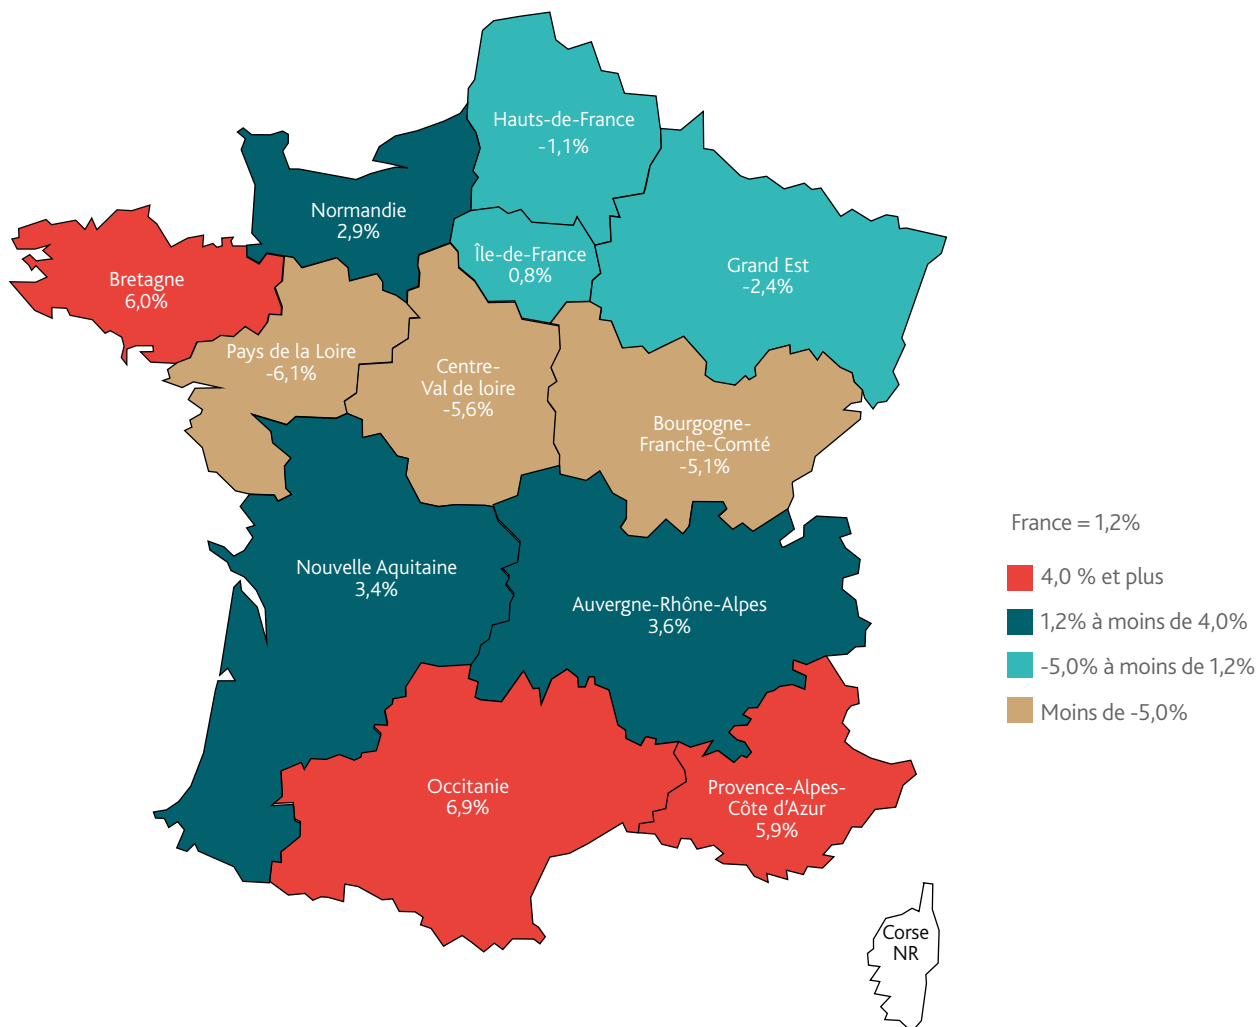 Hauts-de-France
-1,1%
Normandie
2,9%
Île-de-France
0,8%
Grand Est
-2,4%
Bretagne
6,0%
Pays de la Loire
-6,1%
Centre-
Val de loire
-5,6%
Bourgogne-
Franche-Comté
-5,1%
Nouvelle Aquitaine
3,4%
Auvergne-Rhône-Alpes
3,6%
Occitanie
6,9%
Provence-Alpes-
Côte d'Azur
5,9%
Corse
NR
France = 1,2%
4,0 % et plus
1,2% à moins de 4,0%
-5,0% à moins de 1,2%
Moins de -5,0%